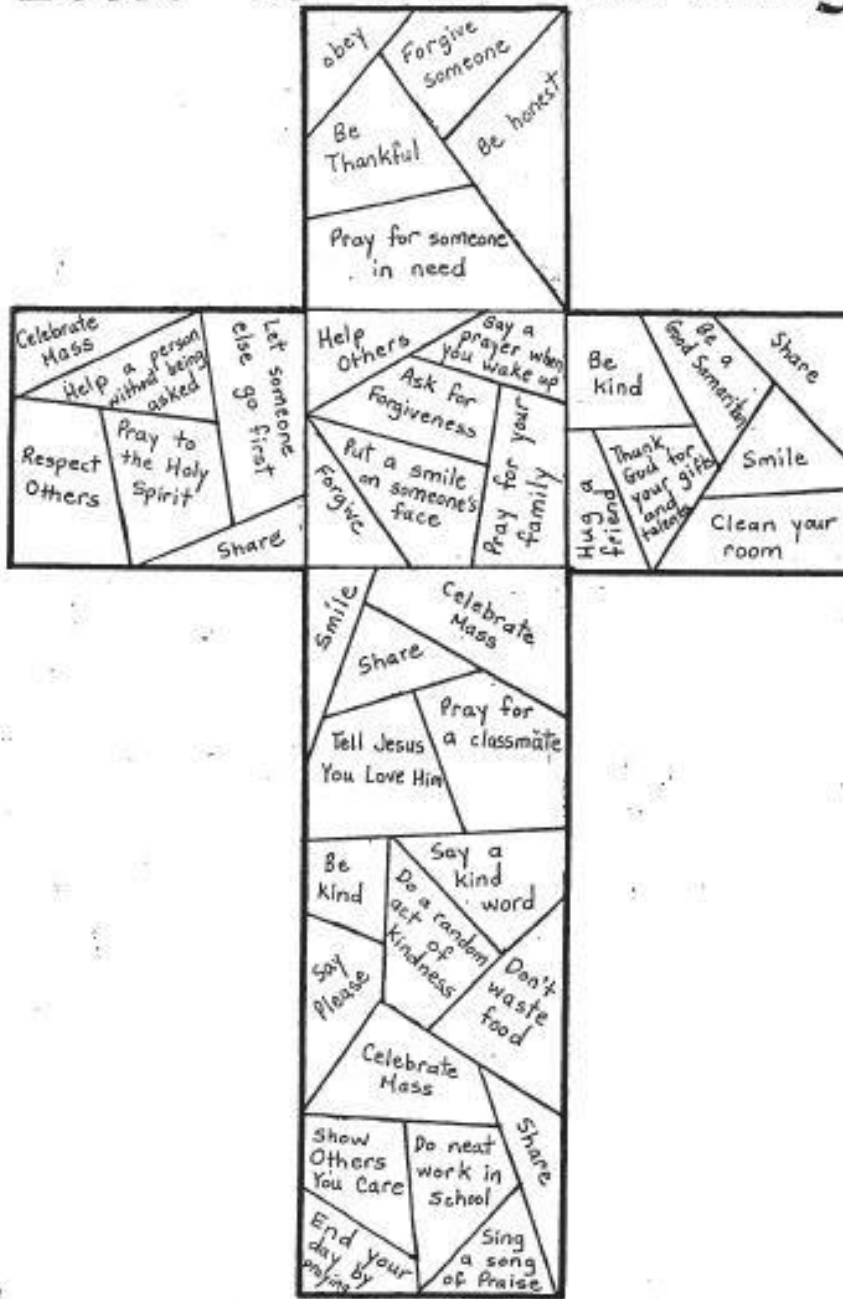 obey
Forgive
someone
Be honest
Be
Thankful
Pray for someone
in need
Celebrate
Mass
Help a person
without being
asked
Let someone
else go first
Respect
Others
Pray to
the Holy
Spirit
Share
Help
Others
Say a
prayer when
you wake up
Ask for
Forgiveness
Put a smile
on someone's
face
Forgive
Pray for your
family
Be
kind
Be a
Good Samaritan
Share
Hug a
friend
Thank
God for
your gifts
and
talents
Smile
Clean your
room
Smile
Celebrate
Mass
Share
Tell Jesus
You Love Him
Pray for
a classmate
Be
kind
Say a
kind
word
Do a random
act of
kindness
Say
Please
Don't
waste
food
Celebrate
Mass
Share
Show
Others
You Care
Do neat
work in
School
End your
day by
praying
Sing
a song
of Praise